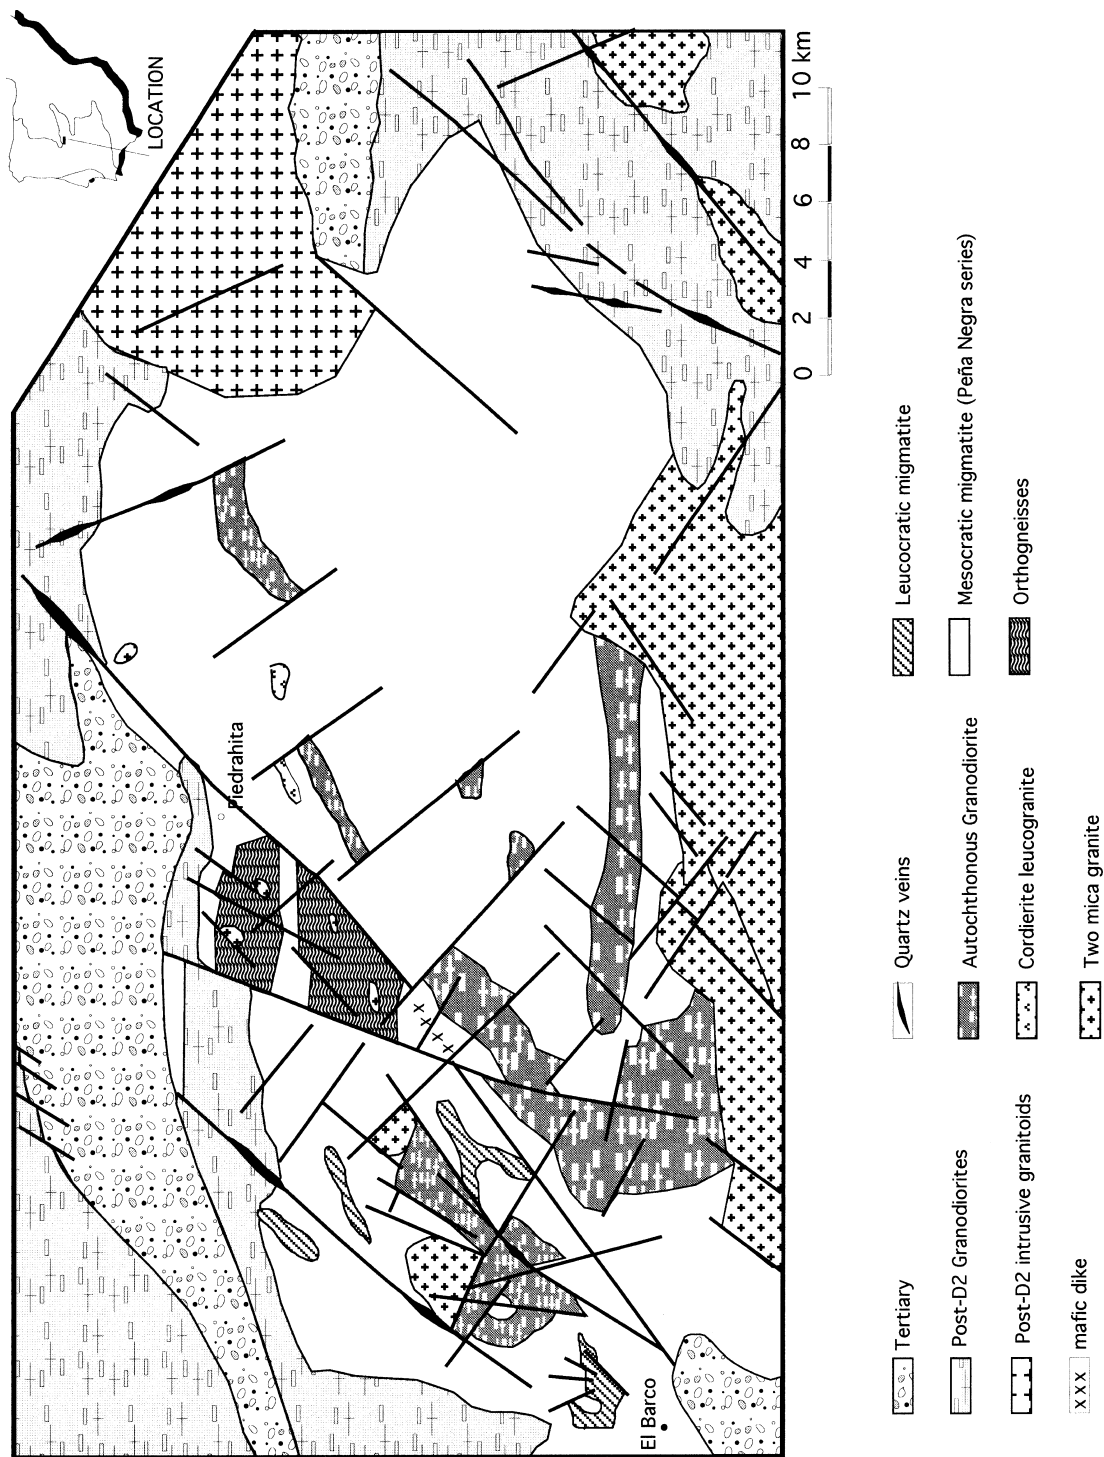 LOCATION
Piedrahita
El Barco
0 2 4 6 8 10 km
Tertiary
Post-D2 Granodiorites
Post-D2 intrusive granitoids
x x x mafic dike
Quartz veins
Autochthonous Granodiorite
Cordierite leucogranite
Two mica granite
Leucocratic migmatite
Mesocratic migmatite (Peña Negra series)
Orthogneisses